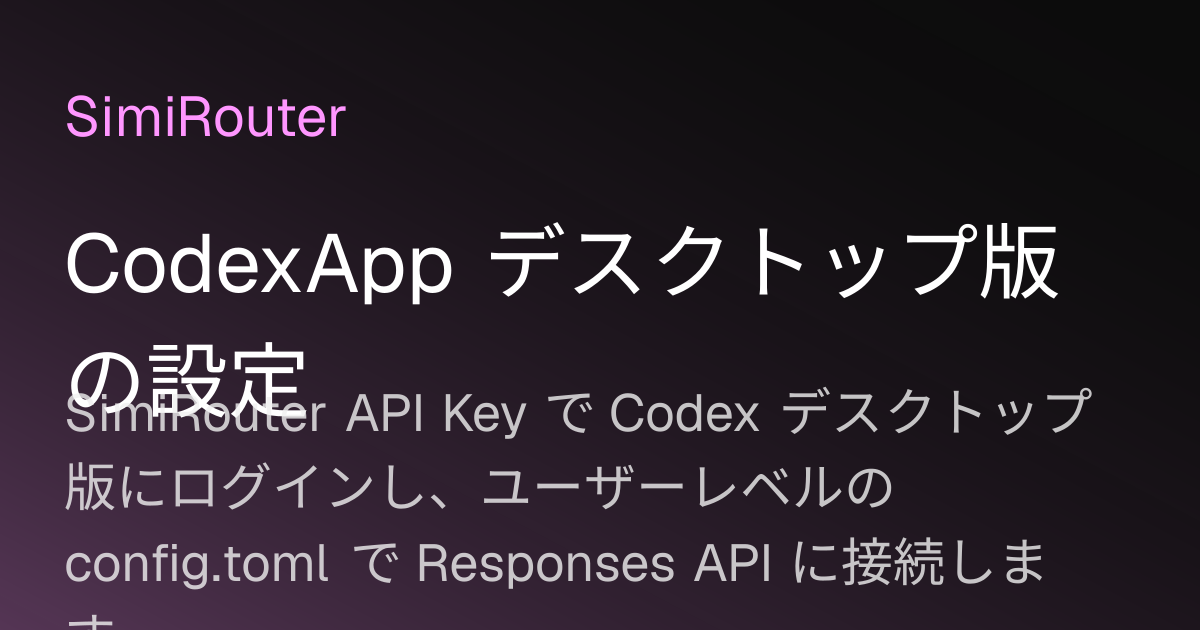 SimiRouter
CodexApp デスクトップ版
の設定
SimiRouter API Key で Codex デスクトップ
版にログインし、ユーザーレベルの
config.toml で Responses API に接続しま
す